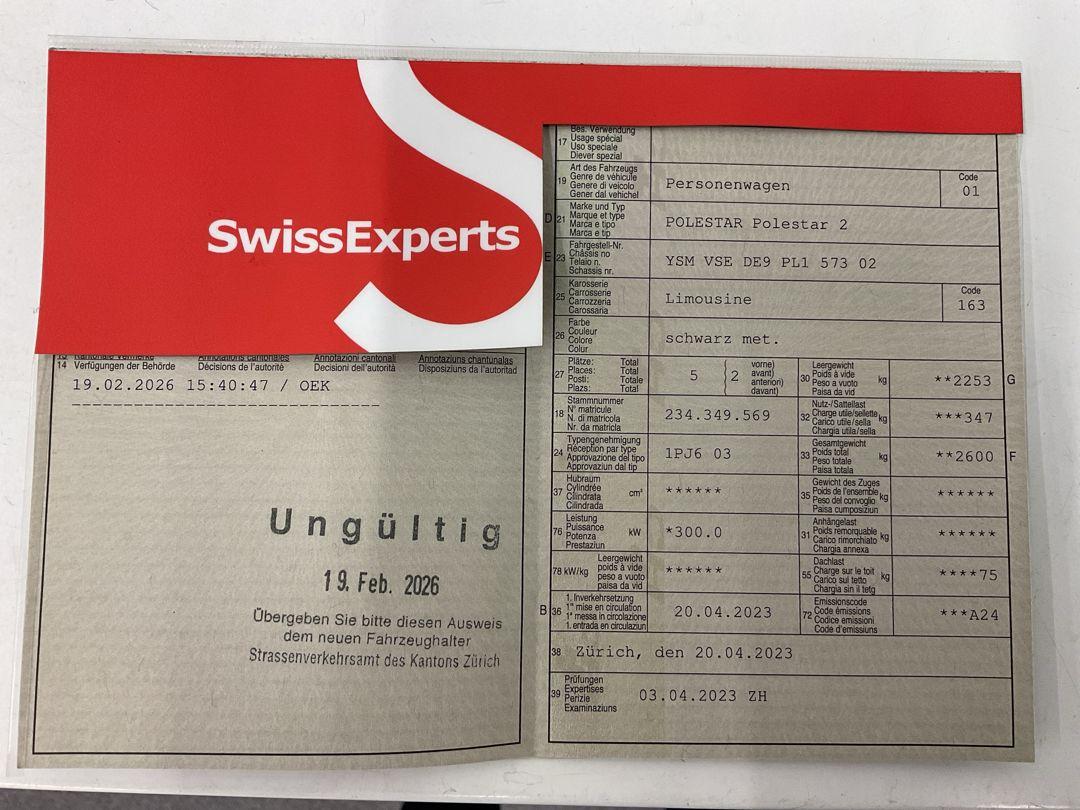 SwissExperts
13 Kantonale Vermerke Annotations cantonales Annotazioni cantonali Annotaziuns chantunalas
14 Verfügungen der Behörde Décisions de l'autorité Decisioni dell'autorità Disposiziuns da l'autoritad
19.02.2026 15:40:47 / OEK
--------------------------------
Ungültig
19. Feb. 2026
Übergeben Sie bitte diesen Ausweis
dem neuen Fahrzeughalter
Strassenverkehrsamt des Kantons Zürich
17 Bes. Verwendung
Usage spécial
Uso speciale
Diever spezial
19 Art des Fahrzeugs
Genre de véhicule
Genere di veicolo
Gener dal vehichel
Personenwagen
Code
01
D 21 Marke und Typ
Marque et type
Marca e tipo
Marca e tip
POLESTAR Polestar 2
E 23 Fahrgestell-Nr.
Châssis no
Telaio n.
Schassis nr.
YSM VSE DE9 PL1 573 02
25 Karosserie
Carrosserie
Carrozzeria
Carossaria
Limousine
Code
163
26 Farbe
Couleur
Colore
Colur
schwarz met.
27 Plätze: Total
Places: Total
Posti: Totale
Plazs: Total
5
2
vorne)
avant)
anteriori)
davant)
30 Leergewicht
Poids à vide
Peso a vuoto
Paisa da vid
kg
**2253 G
18 Stammnummer
N° matricule
N. di matricola
Nr. da matricla
234.349.569
32 Nutz-/Sattellast
Charge utile/sellette
Carico utile/sella
Chargia utila/sella
kg
***347
24 Typengenehmigung
Réception par type
Approvazione del tipo
Approvaziun dal tip
1PJ6 03
33 Gesamtgewicht
Poids total
Peso totale
Paisa totala
kg
**2600 F
37 Hubraum
Cylindrée
Cilindrata
Cilindrada
cm³
******
35 Gewicht des Zuges
Poids de l'ensemble
Peso del convoglio
Paisa cumposiziun
kg
******
76 Leistung
Puissance
Potenza
Prestaziun
kW
*300.0
31 Anhängelast
Poids remorquable
Carico rimorchiato
Chargia annexa
kg
******
78 kW/kg
Leergewicht
poids à vide
peso a vuoto
paisa da vid
******
55 Dachlast
Charge sur le toit
Carico sul tetto
Chargia sin il tetg
kg
****75
B 36 1. Inverkehrsetzung
1re mise en circulation
1a messa in circolazione
1. entrada en circulaziun
20.04.2023
72 Emissionscode
Code émissions
Codice emissioni
Code d'emissiuns
***A24
38 Zürich, den 20.04.2023
39 Prüfungen
Expertises
Perizie
Examinaziuns
03.04.2023 ZH